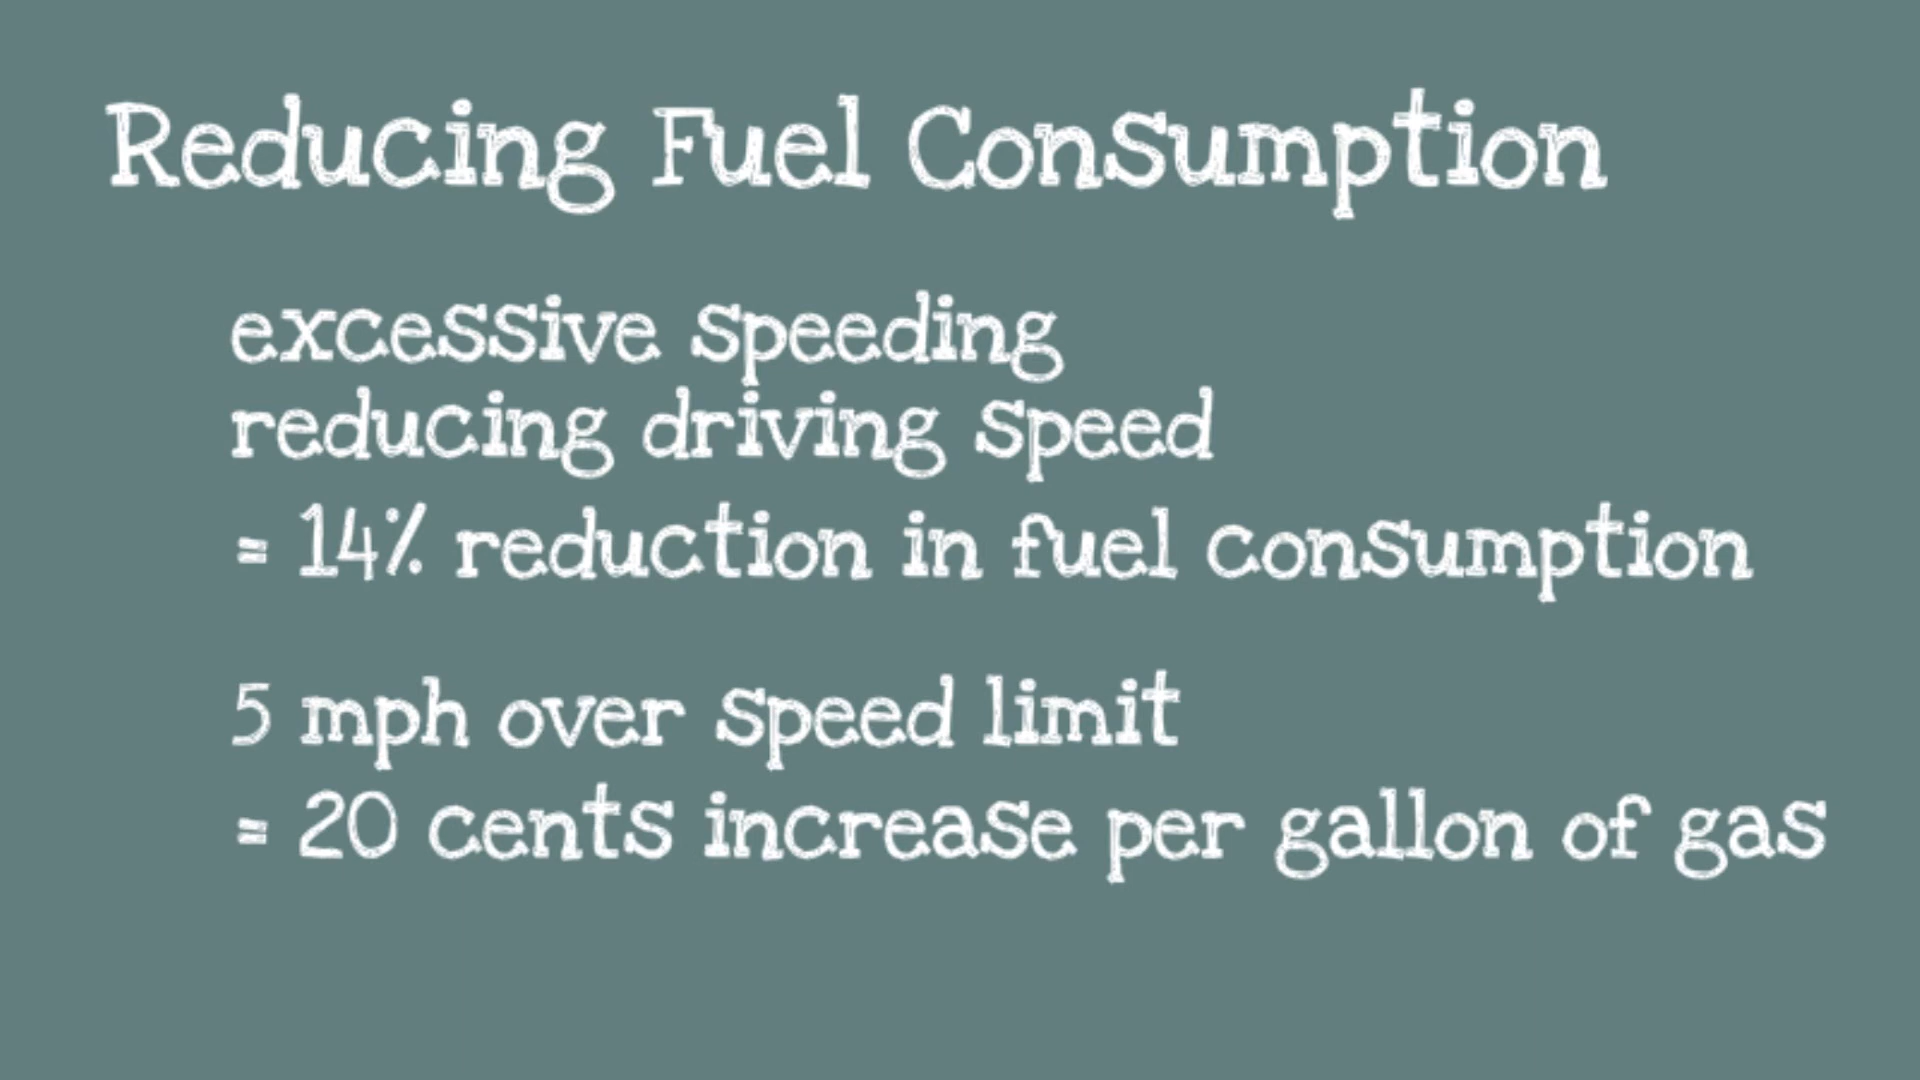 Reducing Fuel Consumption
excessive speeding
reducing driving speed
= 14% reduction in fuel consumption
5 mph over speed limit
= 20 cents increase per gallon of gas